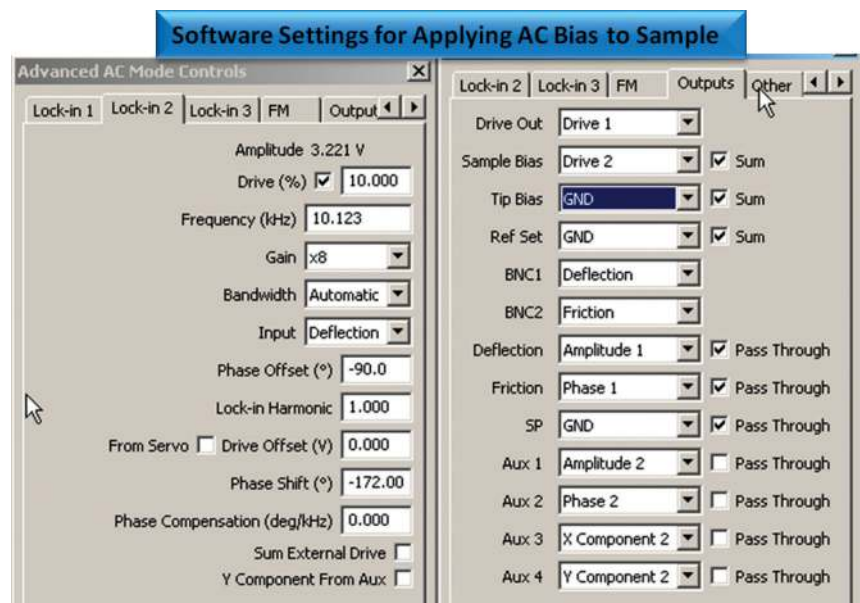 Software Settings for Applying AC Bias to Sample
Advanced AC Mode Controls
Lock-in 1 Lock-in 2 Lock-in 3 FM Output
Amplitude 3.221 V
Drive (%) 10.000
Frequency (kHz) 10.123
Gain x8
Bandwidth Automatic
Input Deflection
Phase Offset (°) -90.0
Lock-in Harmonic 1.000
From Servo Drive Offset (V) 0.000
Phase Shift (°) -172.00
Phase Compensation (deg/kHz) 0.000
Sum External Drive
Y Component From Aux
Lock-in 2 Lock-in 3 FM Outputs Other
Drive Out Drive 1
Sample Bias Drive 2 Sum
Tip Bias GND Sum
Ref Set GND Sum
BNC1 Deflection
BNC2 Friction
Deflection Amplitude 1 Pass Through
Friction Phase 1 Pass Through
SP GND Pass Through
Aux 1 Amplitude 2 Pass Through
Aux 2 Phase 2 Pass Through
Aux 3 X Component 2 Pass Through
Aux 4 Y Component 2 Pass Through